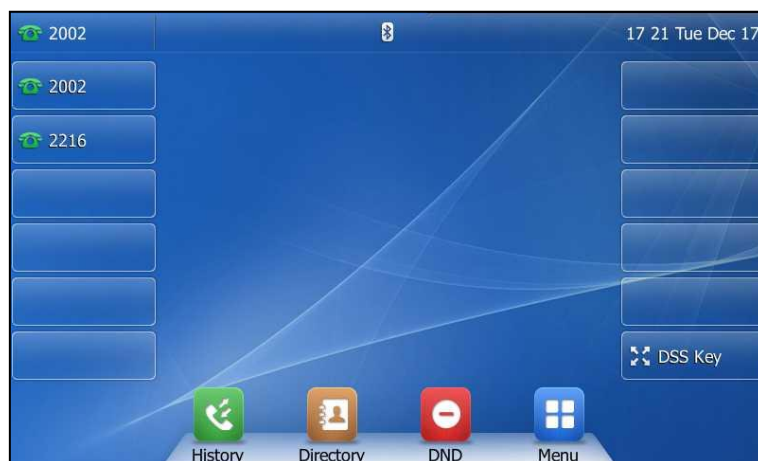 2002
17 21 Tue Dec 17
2002
2216
DSS Key
History
Directory
DND
Menu